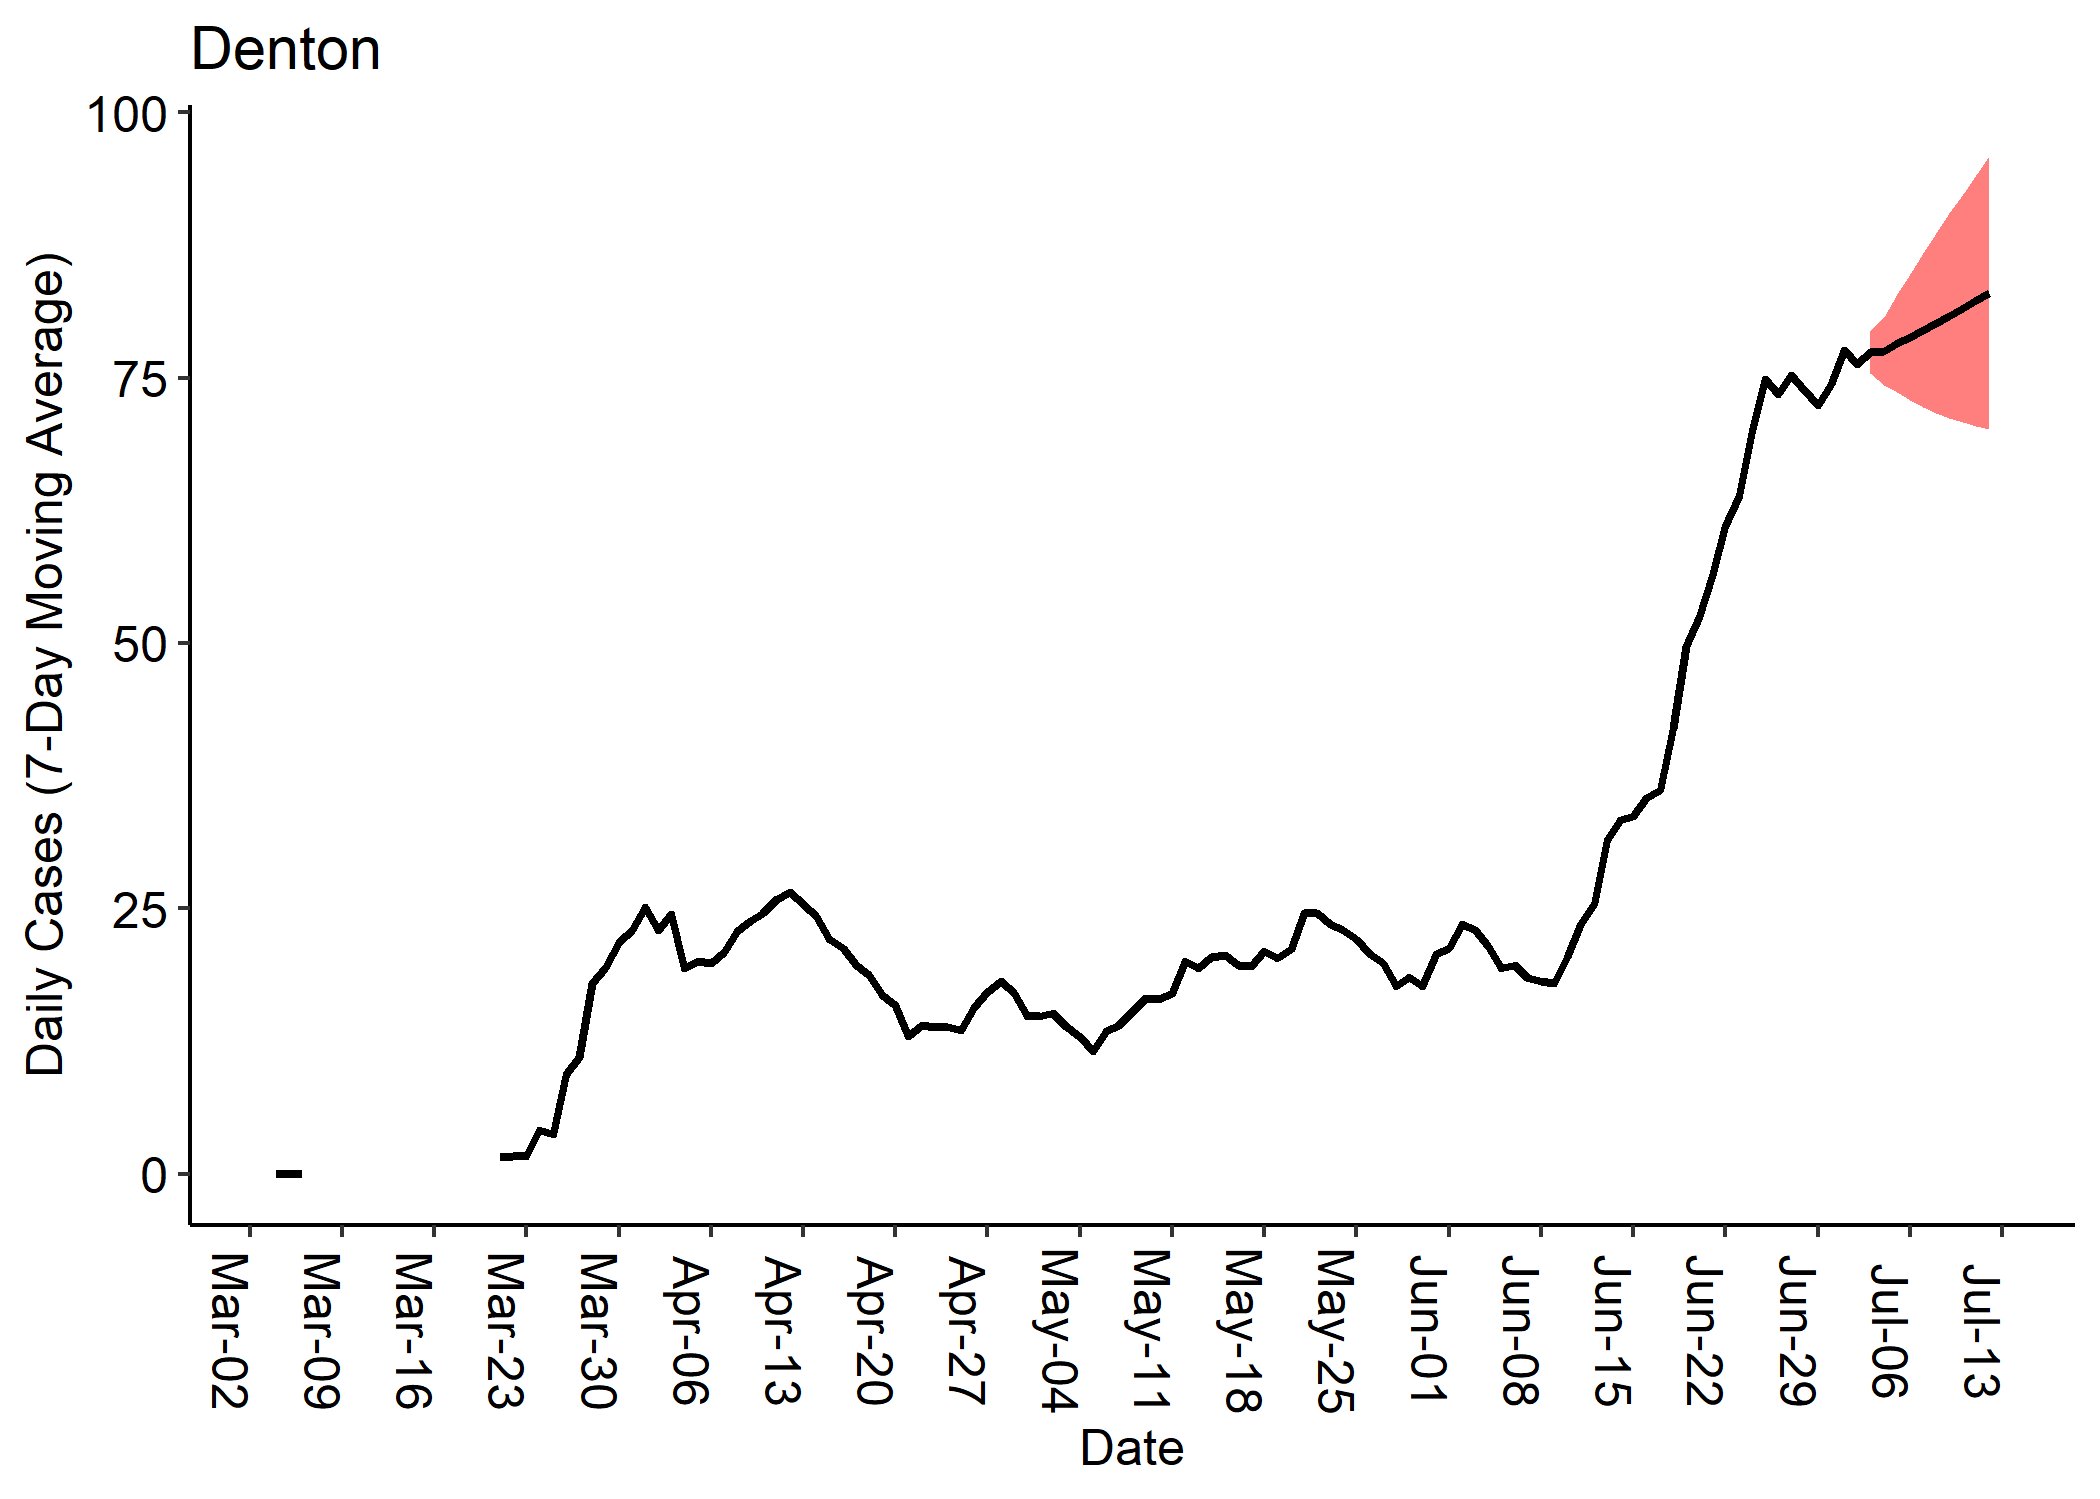 Denton
100
75
50
25
0
Daily Cases (7-Day Moving Average)
Mar-02
Mar-09
Mar-16
Mar-23
Mar-30
Apr-06
Apr-13
Apr-20
Apr-27
May-04
May-11
May-18
May-25
Jun-01
Jun-08
Jun-15
Jun-22
Jun-29
Jul-06
Jul-13
Date